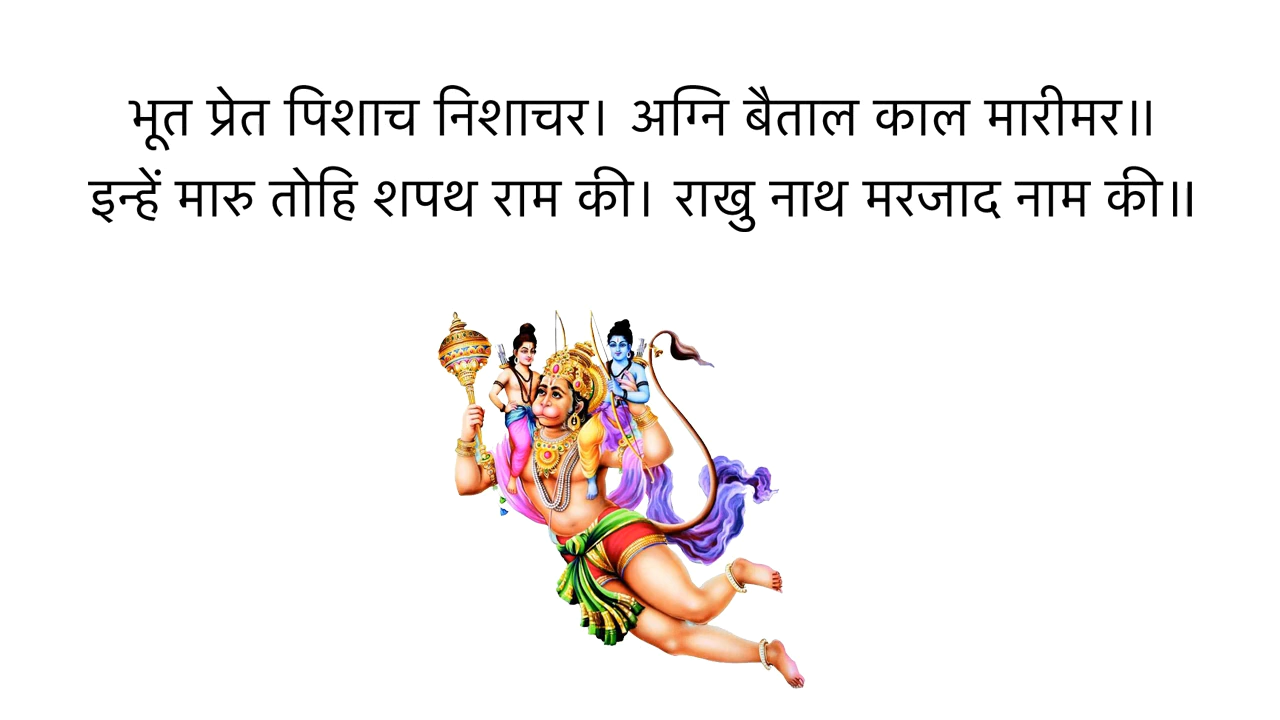 भूत प्रेत पिशाच निशाचर। अग्नि बैताल काल मारीमर॥
इन्हें मारु तोहि शपथ राम की। राखु नाथ मरजाद नाम की॥